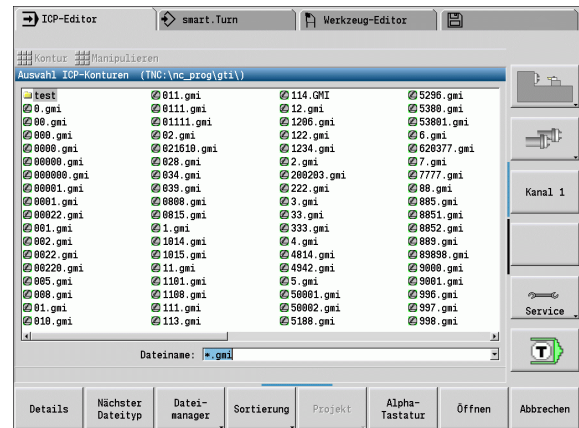 ICP-Editor smart.Turn Werkzeug-Editor
Kontur Manipulieren
Auswahl ICP-Konturen (TNC:\nc_prog\gti\)
test 011.gmi 114.GMI 5296.gmi
0.gmi 0111.gmi 12.gmi 5380.gmi
00.gmi 01111.gmi 1206.gmi 53801.gmi
000.gmi 02.gmi 122.gmi 6.gmi
0000.gmi 021610.gmi 1234.gmi 620377.gmi
00000.gmi 028.gmi 2.gmi 7.gmi
000000.gmi 034.gmi 200203.gmi 7777.gmi
00001.gmi 039.gmi 222.gmi 88.gmi
0001.gmi 0808.gmi 3.gmi 885.gmi
00022.gmi 0815.gmi 33.gmi 8851.gmi
001.gmi 1.gmi 333.gmi 8852.gmi
002.gmi 1014.gmi 4.gmi 889.gmi
0022.gmi 1015.gmi 4814.gmi 89898.gmi
00220.gmi 11.gmi 4942.gmi 9000.gmi
005.gmi 1101.gmi 5.gmi 9001.gmi
008.gmi 1108.gmi 50001.gmi 996.gmi
01.gmi 111.gmi 50002.gmi 997.gmi
010.gmi 113.gmi 5188.gmi 998.gmi
Dateiname: *.gmi
Kanal 1
Service
T
Details Nächster Dateityp Datei-manager Sortierung Projekt Alpha-Tastatur Öffnen Abbrechen